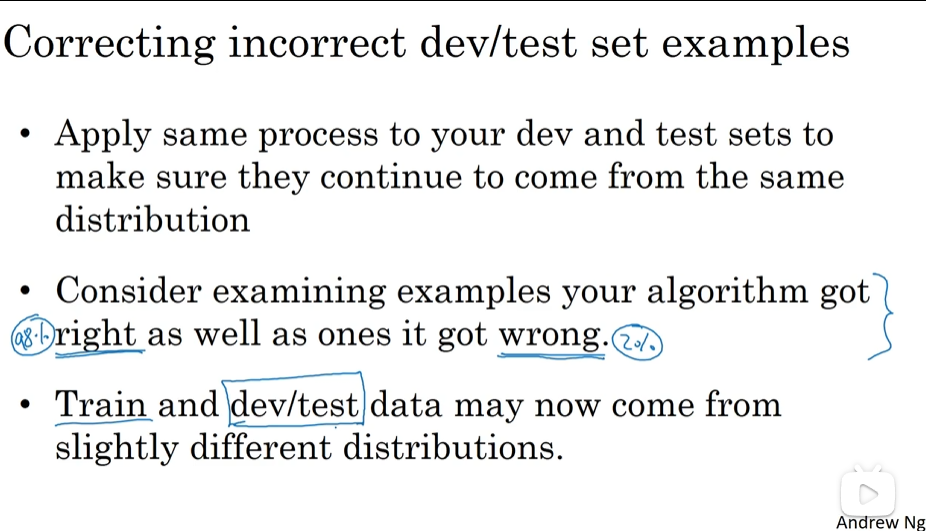 Correcting incorrect dev/test set examples
• Apply same process to your dev and test sets to
make sure they continue to come from the same
distribution
• Consider examining examples your algorithm got
98% right as well as ones it got wrong. 2%
• Train and dev/test data may now come from
slightly different distributions.
Andrew Ng